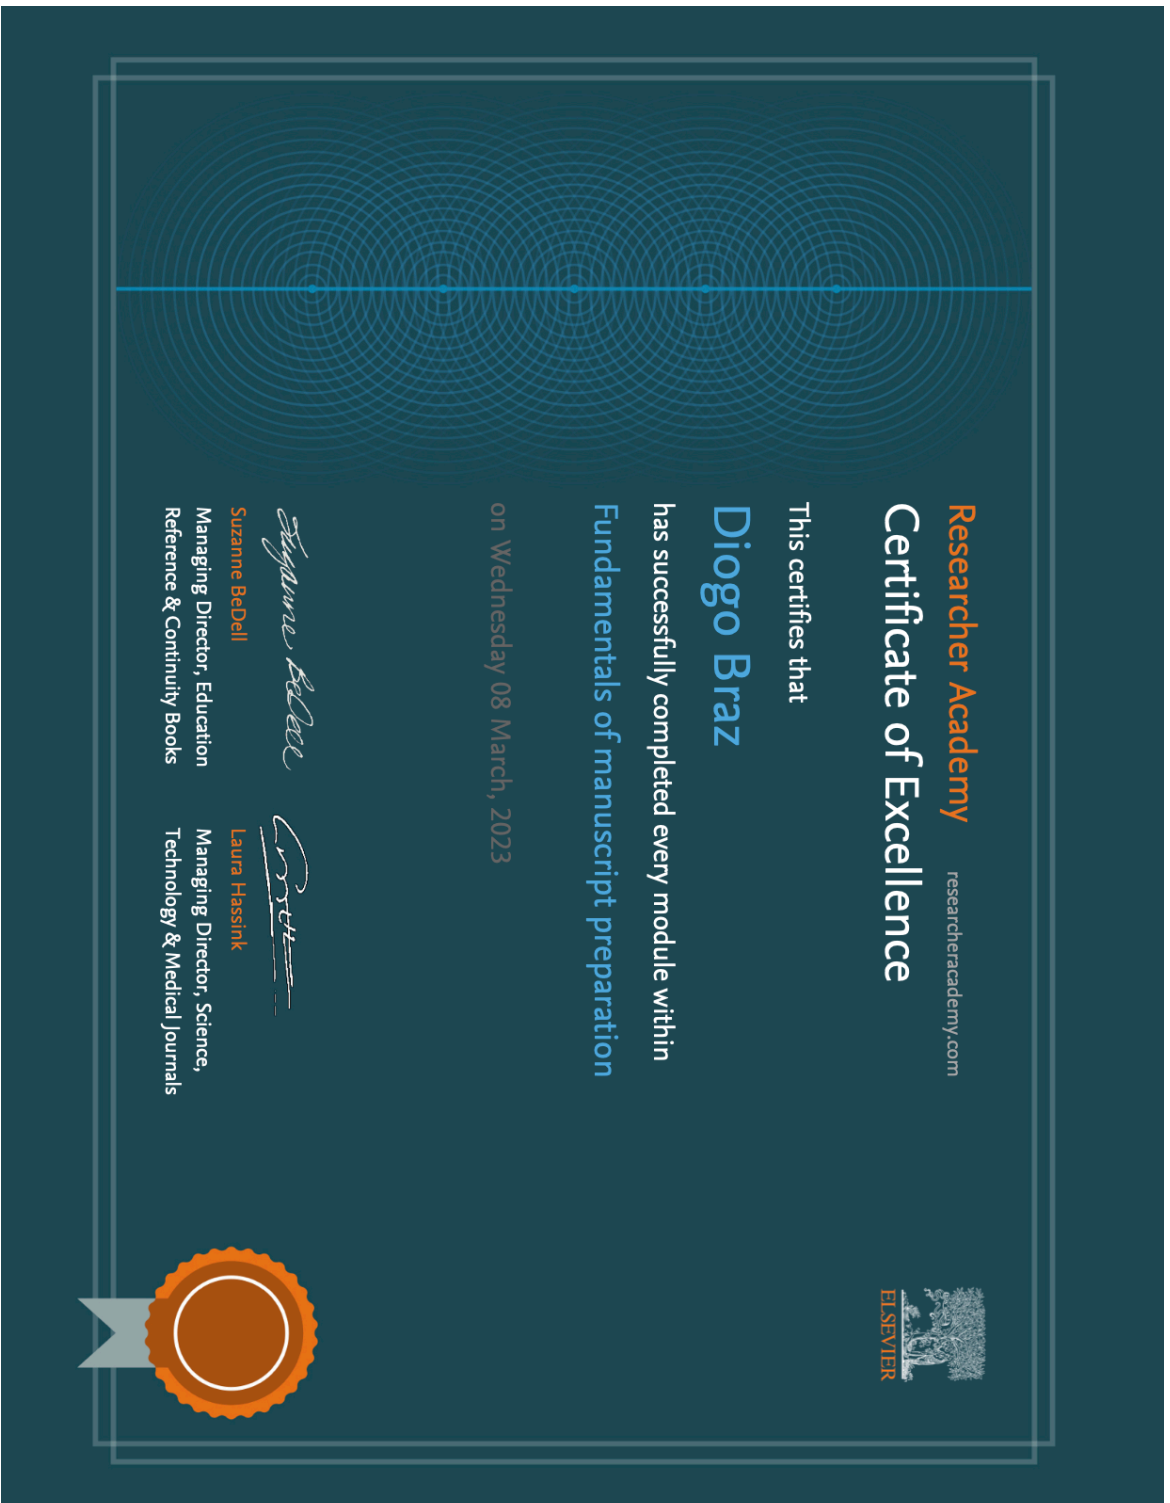 Researcher Academy researcheracademy.com
Certificate of Excellence
ELSEVIER
This certifies that
Diogo Braz
has successfully completed every module within
Fundamentals of manuscript preparation
on Wednesday 08 March, 2023
Suzanne BeDell
Suzanne BeDell
Managing Director, Education
Reference & Continuity Books
Laura Hassink
Managing Director, Science,
Technology & Medical Journals